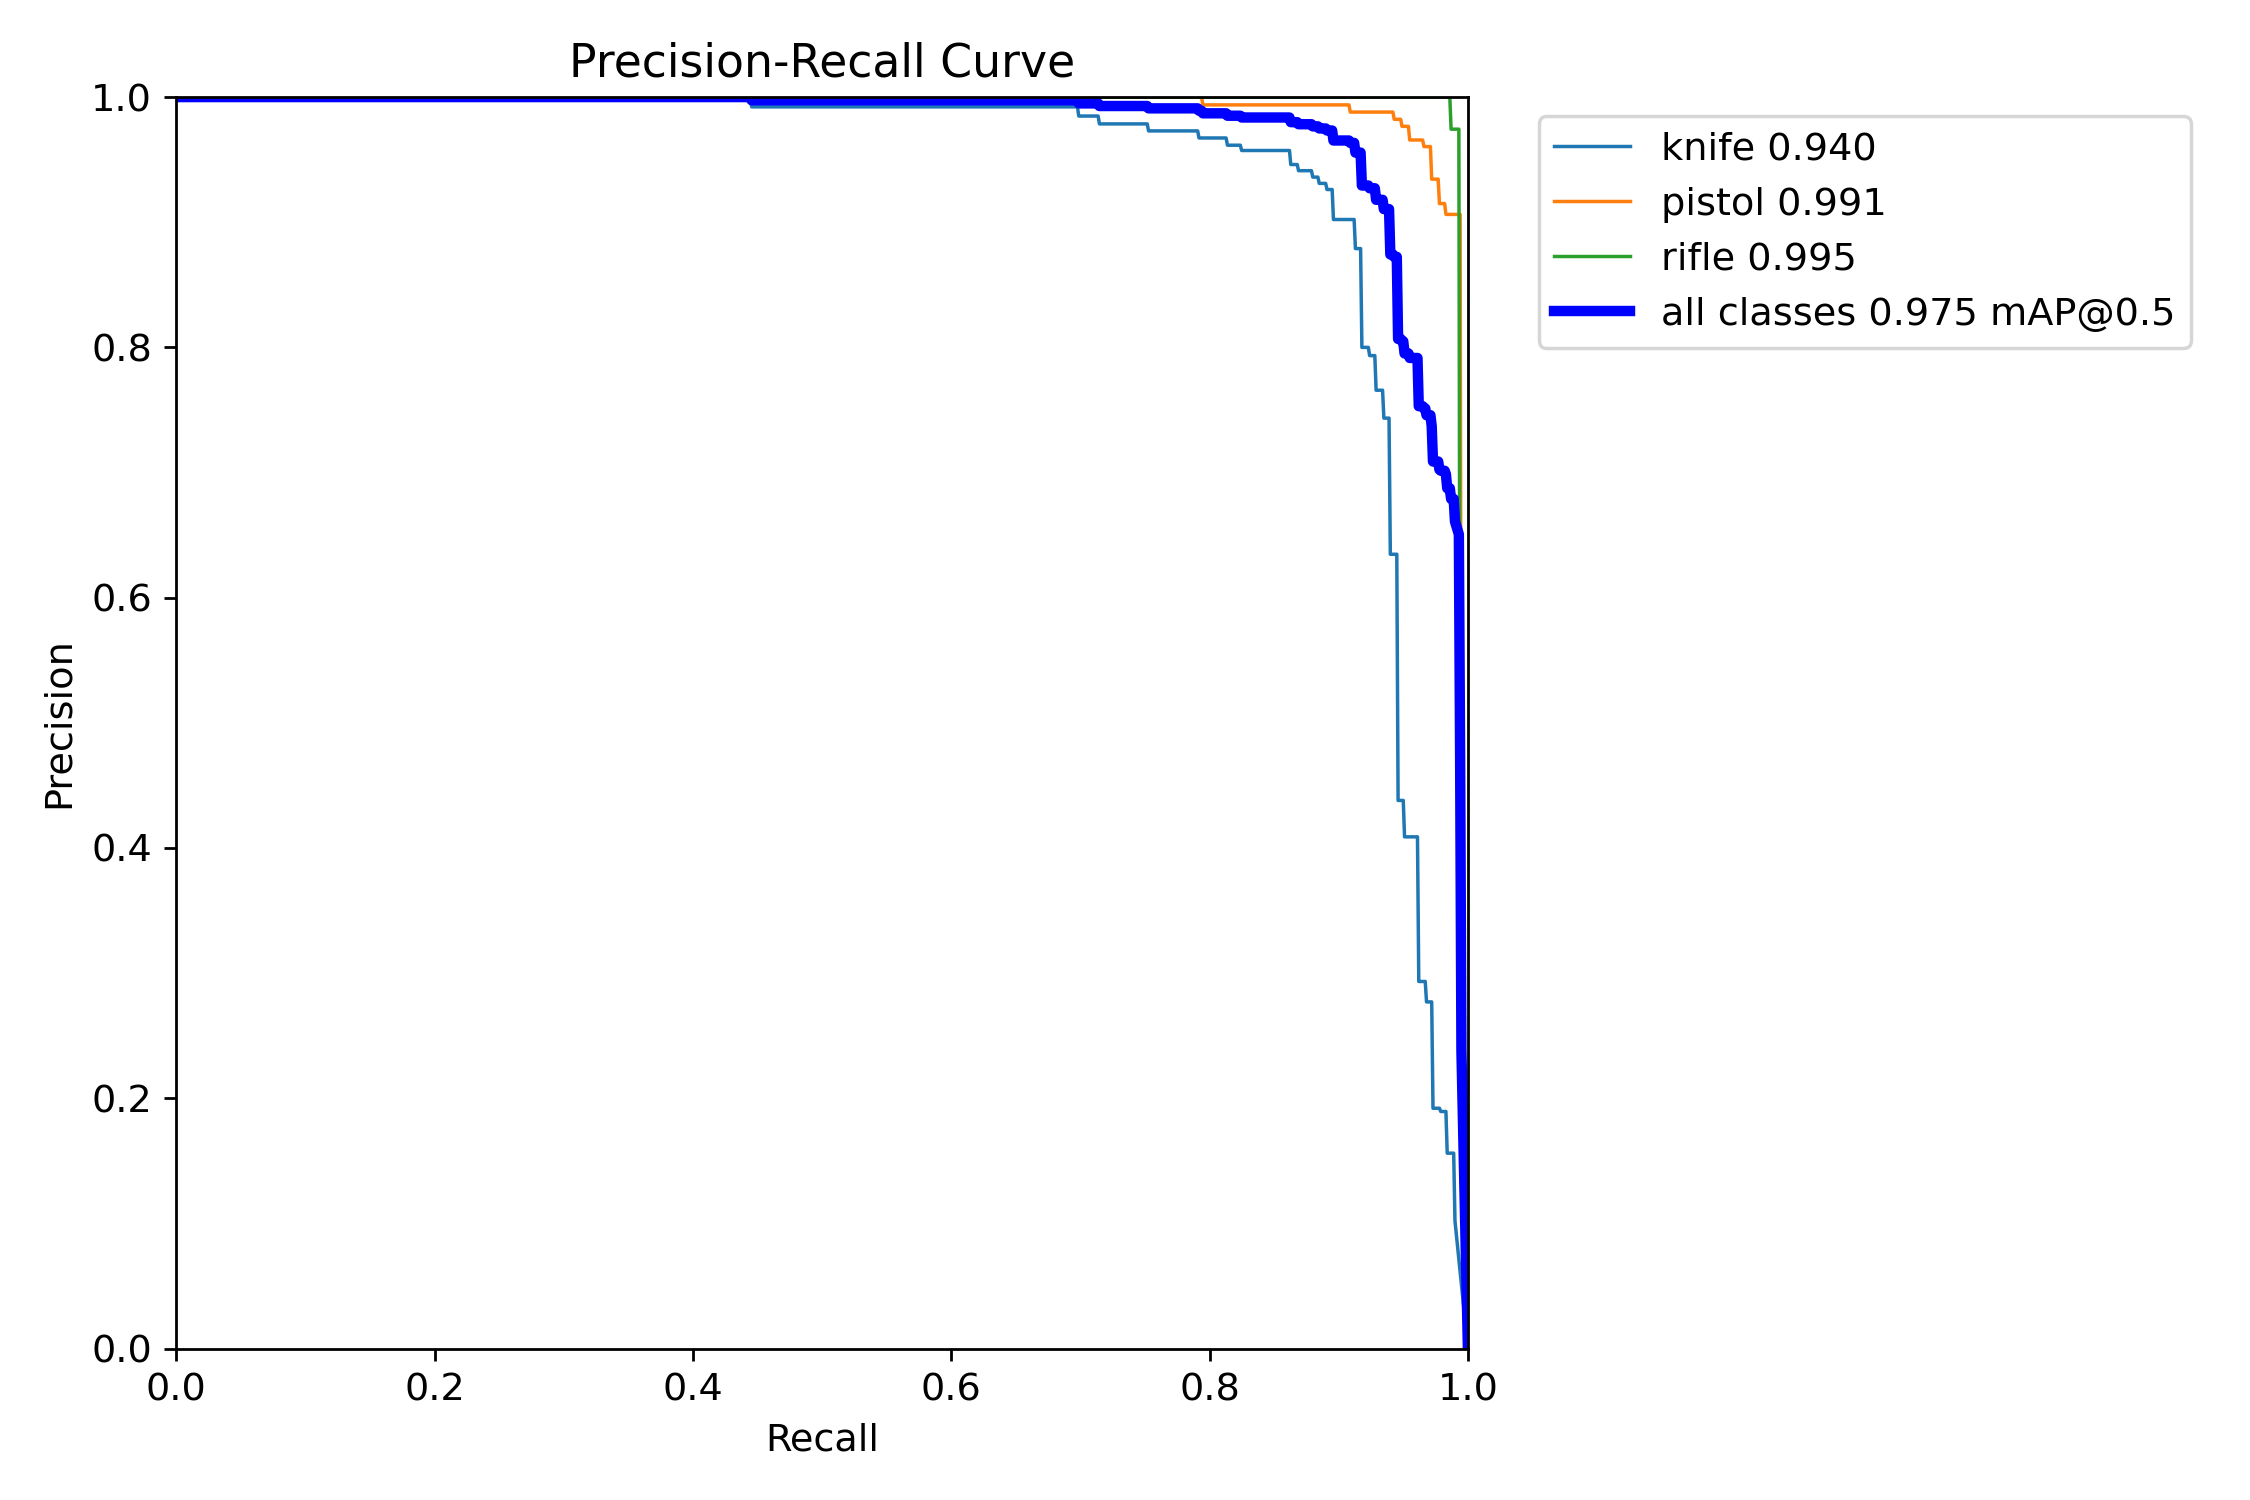 Precision-Recall Curve
knife 0.940
pistol 0.991
rifle 0.995
all classes 0.975 mAP@0.5
Precision
1.0
0.8
0.6
0.4
0.2
0.0
0.0 0.2 0.4 0.6 0.8 1.0
Recall